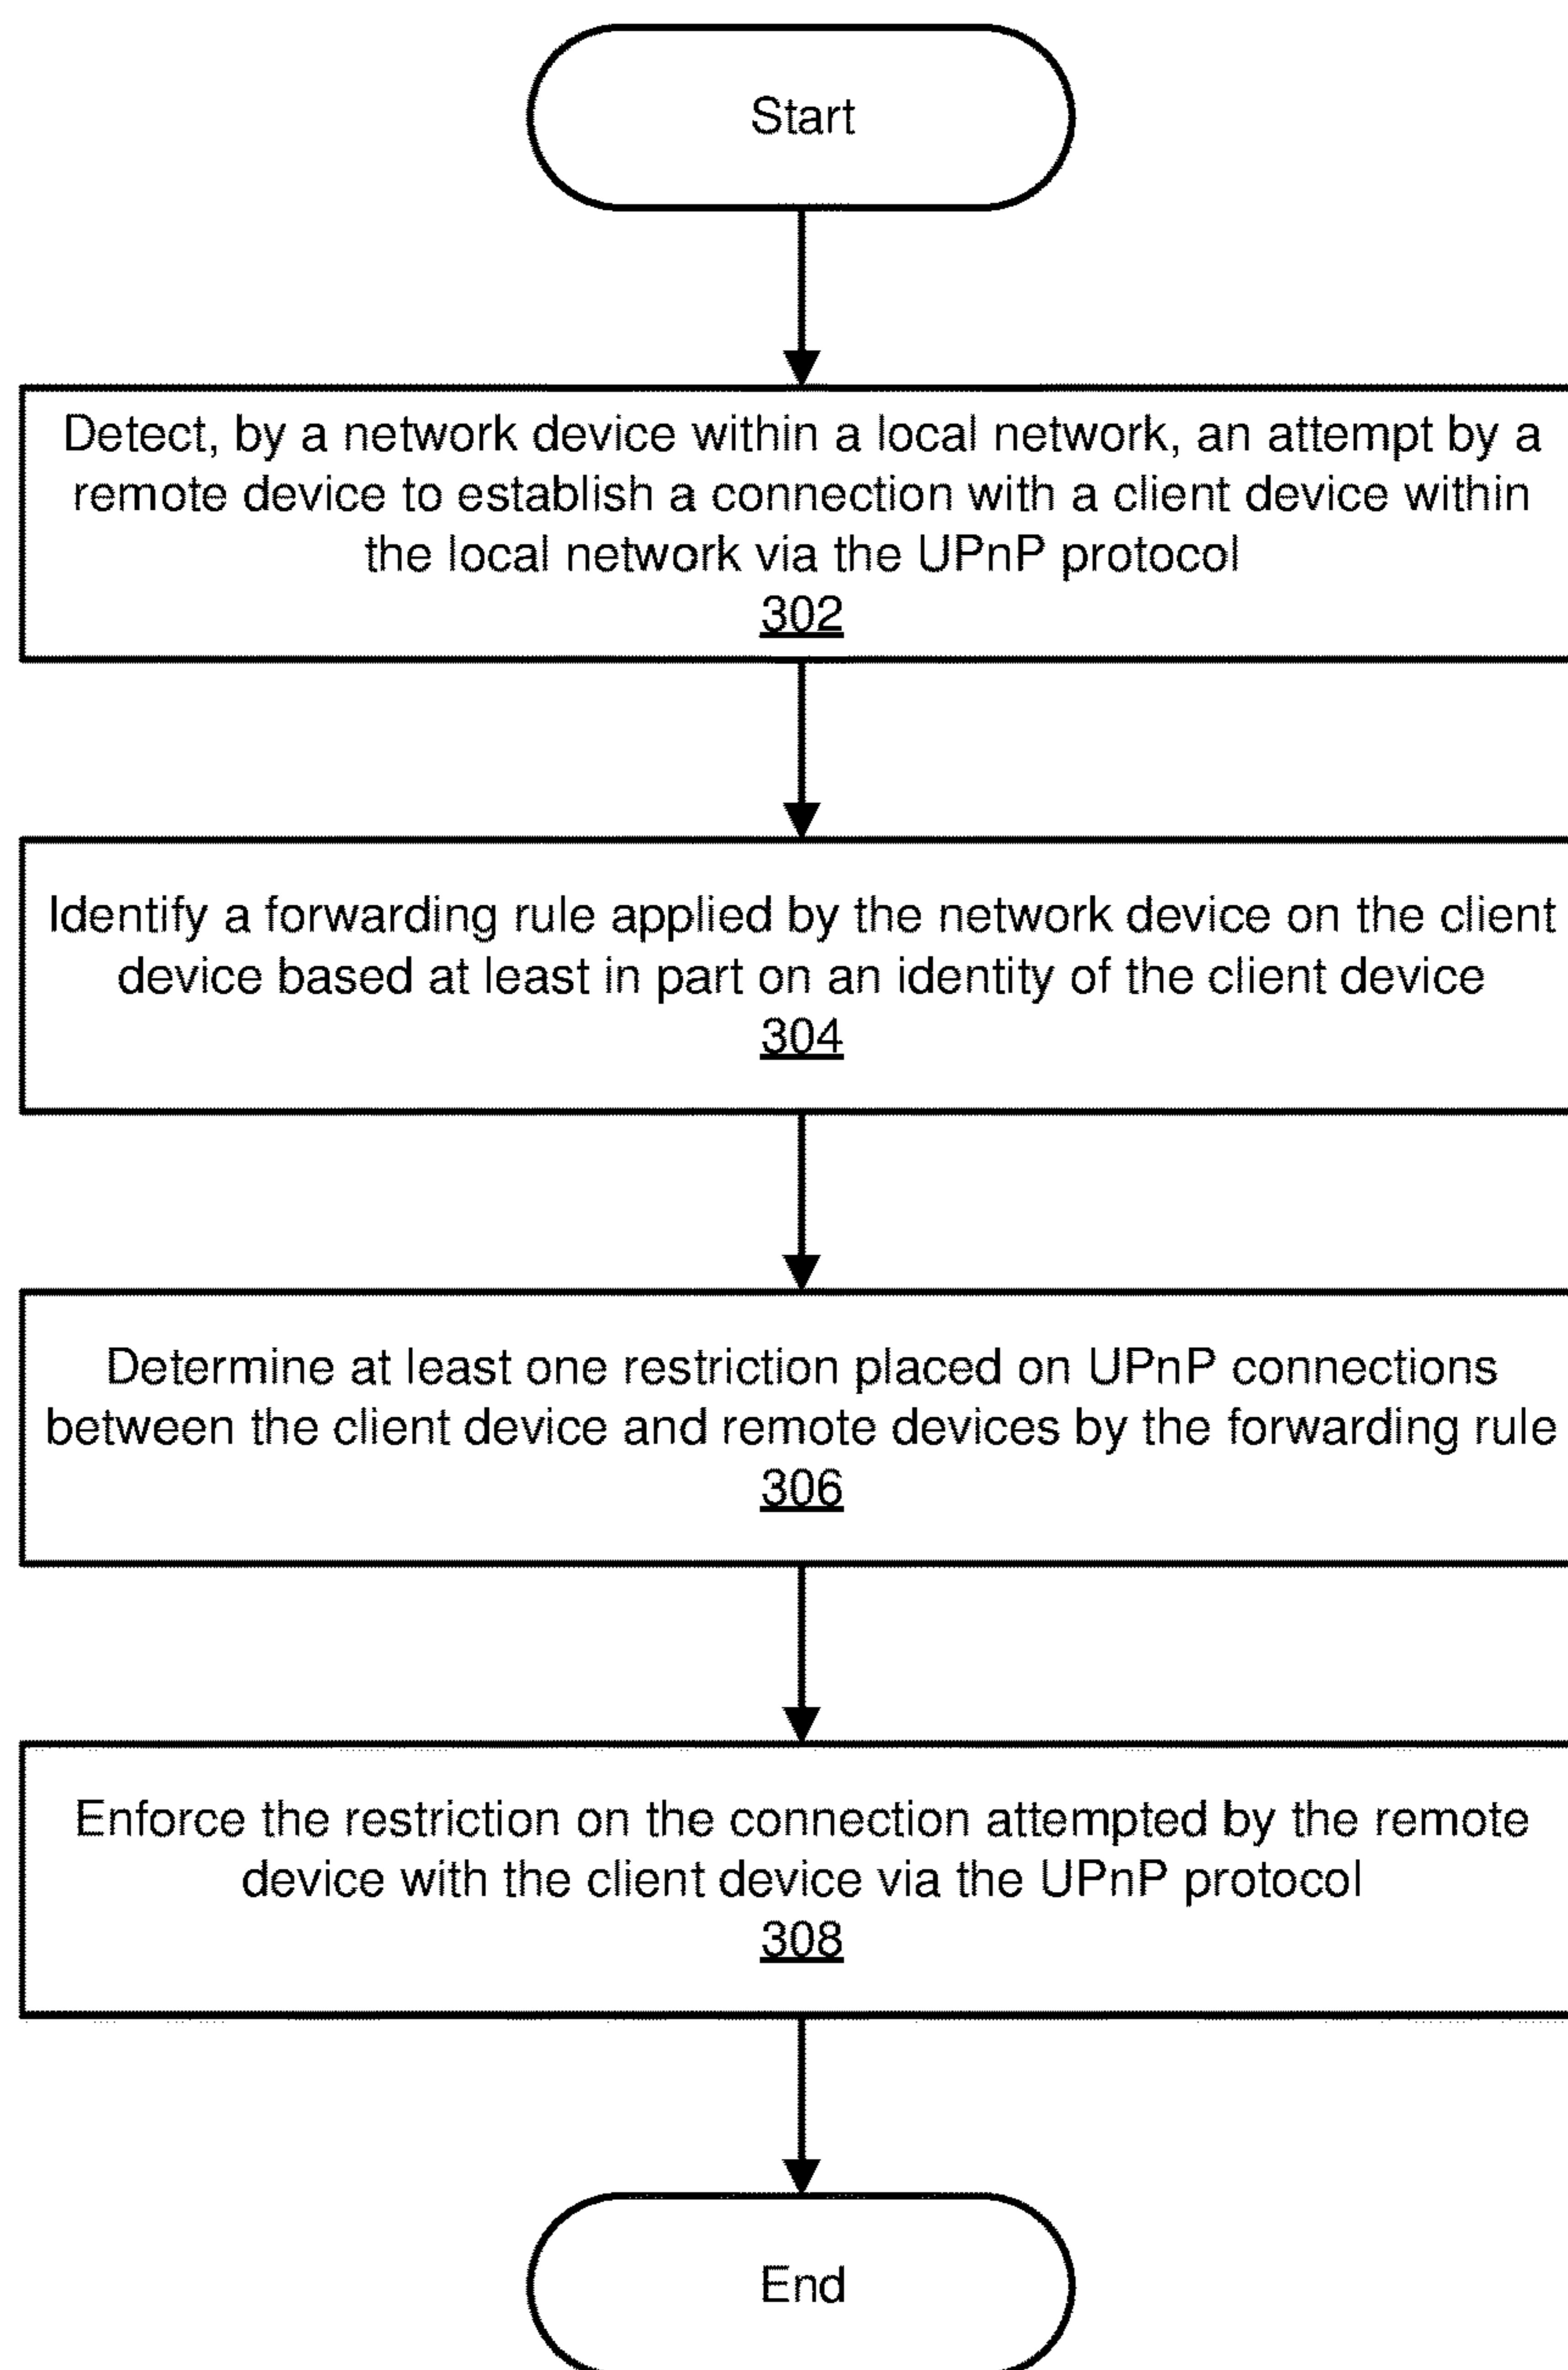 Start
Detect, by a network device within a local network, an attempt by a
remote device to establish a connection with a client device within
the local network via the UPnP protocol
302
Identify a forwarding rule applied by the network device on the client
device based at least in part on an identity of the client device
304
Determine at least one restriction placed on UPnP connections
between the client device and remote devices by the forwarding rule
306
Enforce the restriction on the connection attempted by the remote
device with the client device via the UPnP protocol
308
End